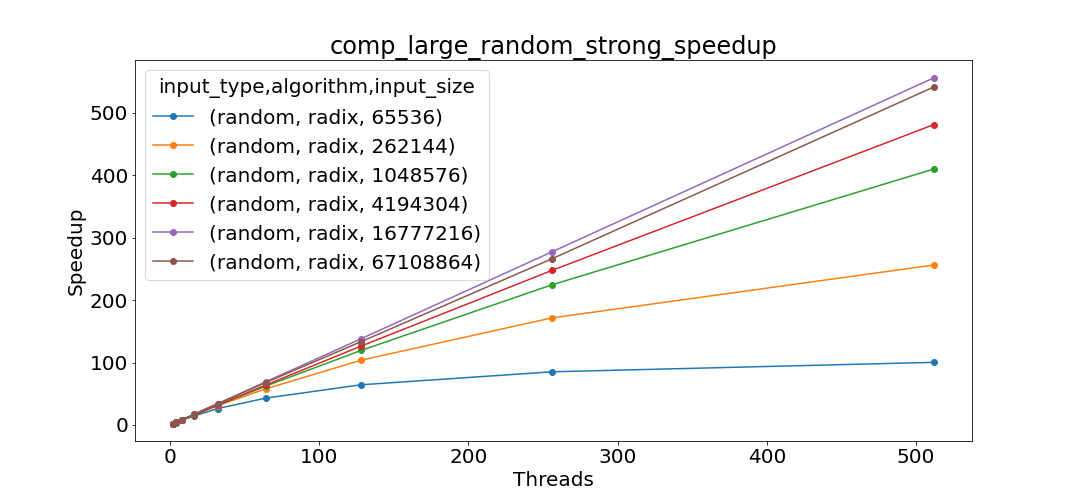 comp_large_random_strong_speedup
input_type,algorithm,input_size
(random, radix, 65536)
(random, radix, 262144)
(random, radix, 1048576)
(random, radix, 4194304)
(random, radix, 16777216)
(random, radix, 67108864)
Speedup
500
400
300
200
100
0
0 100 200 300 400 500
Threads